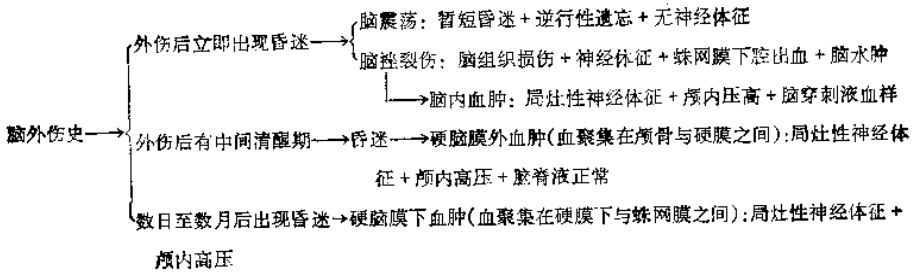 脑震荡：暂短昏迷＋逆行性遗忘＋无神经体征
外伤后立即出现昏迷→
脑挫裂伤：脑组织损伤＋神经体征＋蛛网膜下腔出血＋脑水肿
→脑内血肿：局灶性神经体征＋颅内压高＋脑穿刺液血样
脑外伤史→
外伤后有中间清醒期→昏迷→硬脑膜外血肿(血聚集在颅骨与硬膜之间)：局灶性神经体
征＋颅内高压＋脑脊液正常
数日至数月后出现昏迷→硬脑膜下血肿(血聚集在硬膜下与蛛网膜之间)：局灶性神经体征＋
颅内高压